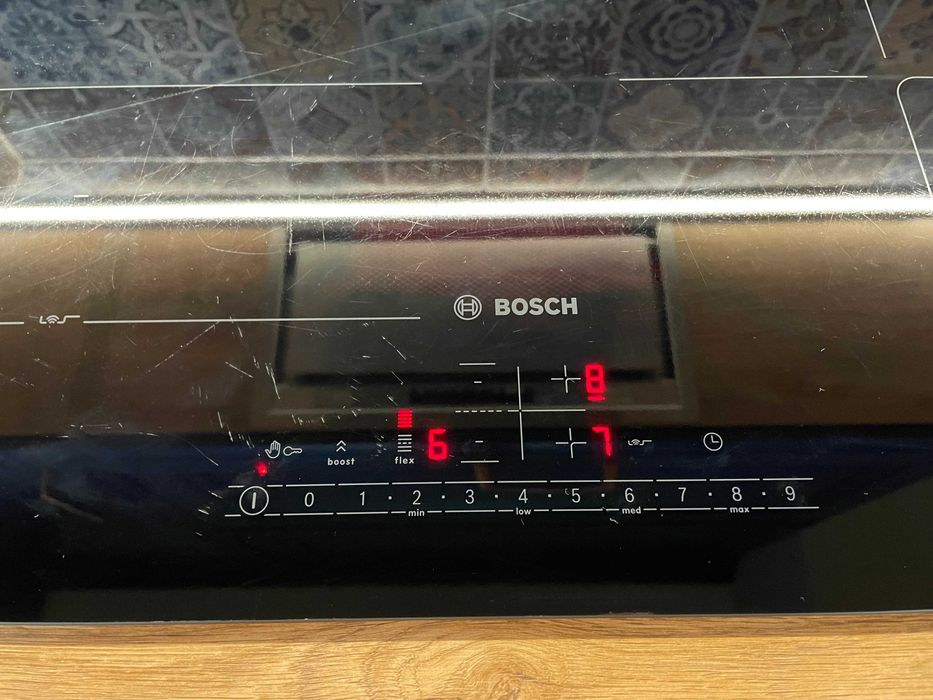 BOSCH
8
6 7
boost flex
0 1 · 2 · 3 · 4 · 5 · 6 · 7 · 8 · 9
min low med max